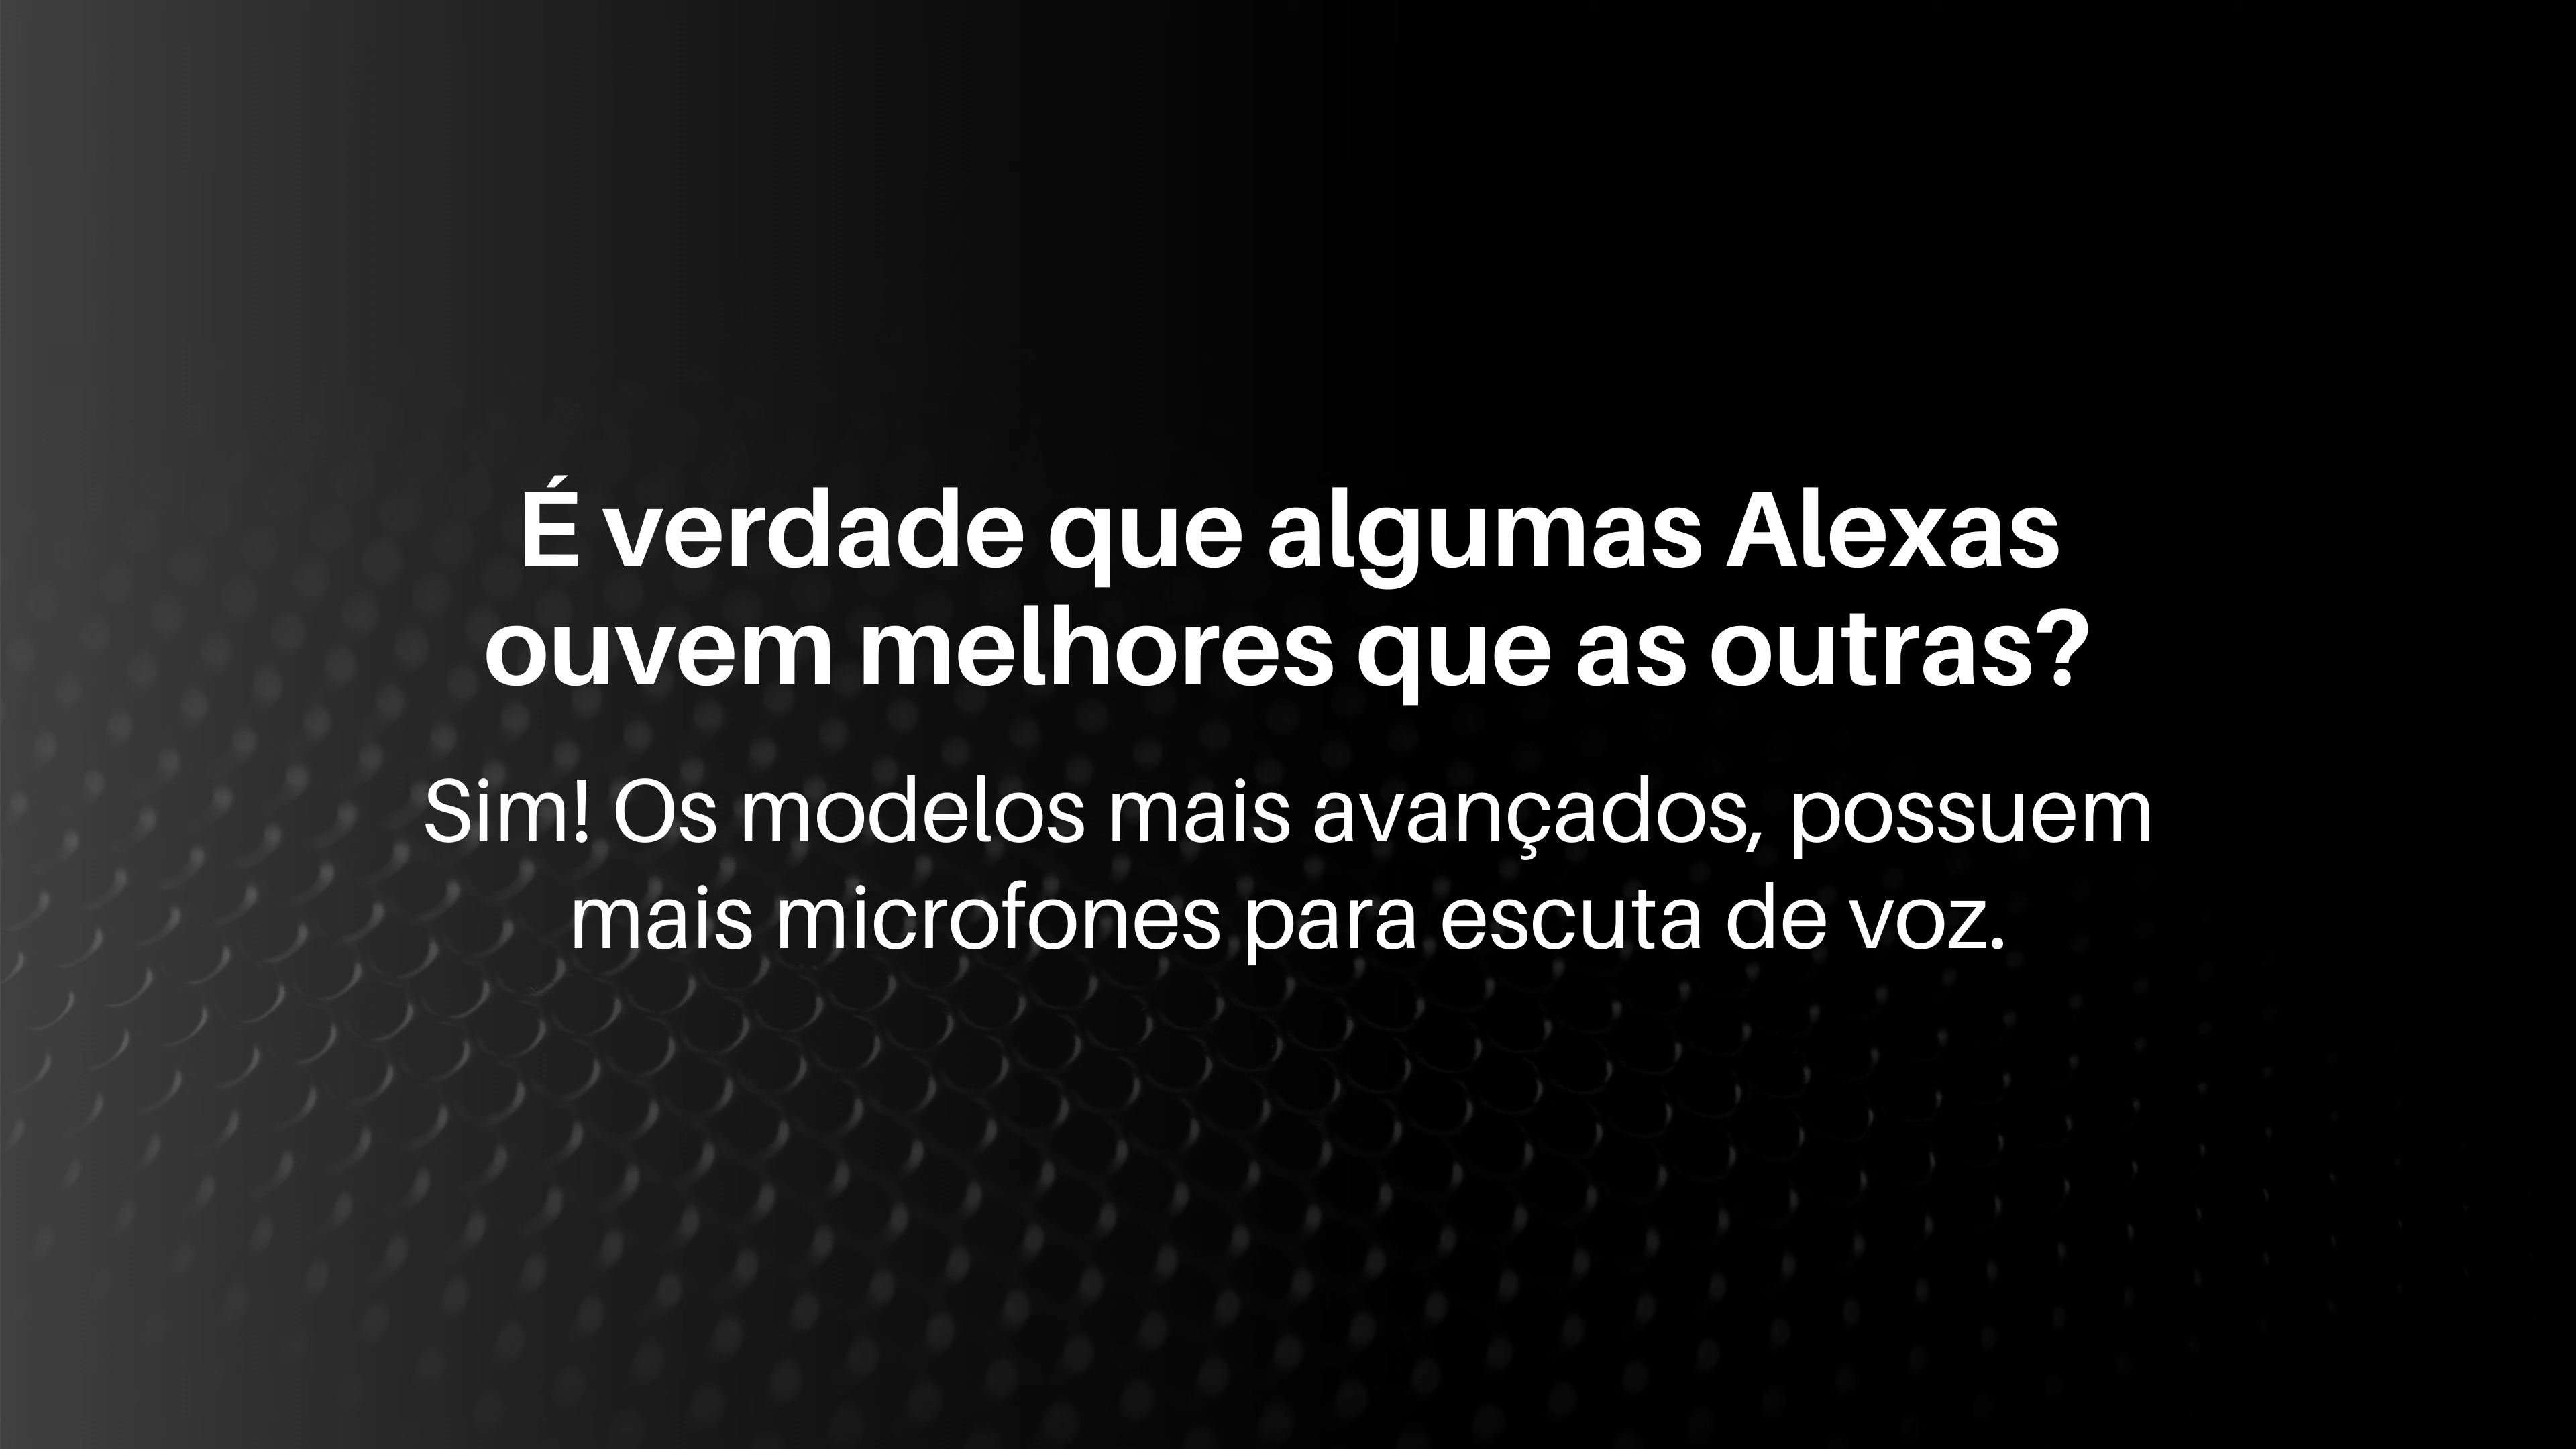 É verdade que algumas Alexas
ouvem melhores que as outras?
Sim! Os modelos mais avançados, possuem
mais microfones para escuta de voz.